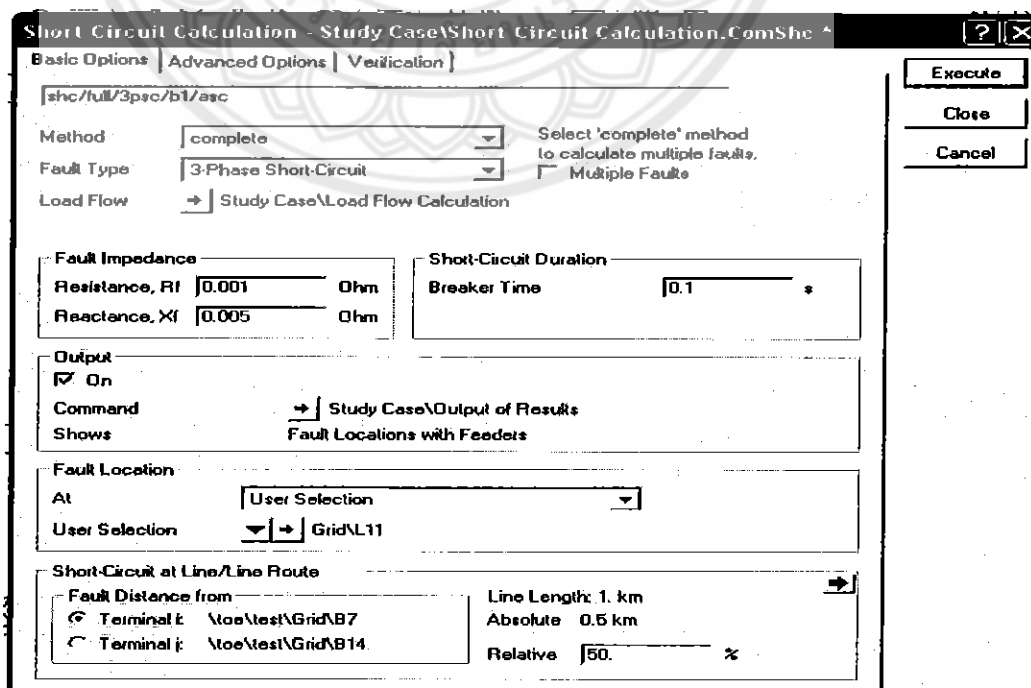 Short Circuit Calculation - Study Case\Short Circuit Calculation.ComShc *
Basic Options | Advanced Options | Verification
Execute
Close
Cancel
shc/full/3psc/b1/asc
Method complete
Fault Type 3-Phase Short-Circuit
Load Flow Study Case\Load Flow Calculation
Select 'complete' method
to calculate multiple faults.
Multiple Faults
Fault Impedance
Resistance, Rf 0.001 Ohm
Reactance, Xf 0.005 Ohm
Short-Circuit Duration
Breaker Time 0.1 s
Output
On
Command Study Case\Output of Results
Shows Fault Locations with Feeders
Fault Location
At User Selection
User Selection Grid\L11
Short-Circuit at Line/Line Route
Fault Distance from
Terminal i: \toe\test\Grid\B7
Terminal j: \toe\test\Grid\B14
Line Length: 1. km
Absolute 0.5 km
Relative 50. %